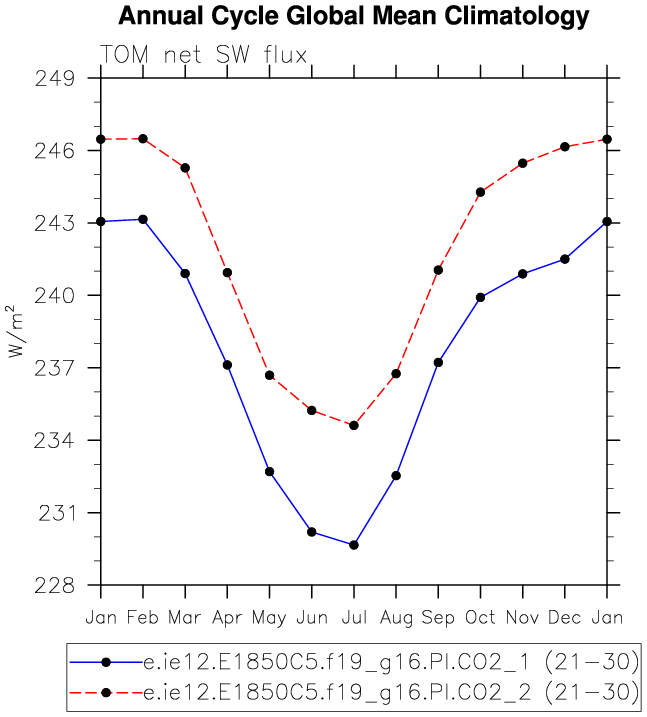 Annual Cycle Global Mean Climatology
TOM net SW flux
249
246
243
240
237
234
231
228
W/m²
Jan Feb Mar Apr May Jun Jul Aug Sep Oct Nov Dec Jan
e.ie12.E1850C5.f19_g16.PI.CO2_1 (21-30)
e.ie12.E1850C5.f19_g16.PI.CO2_2 (21-30)